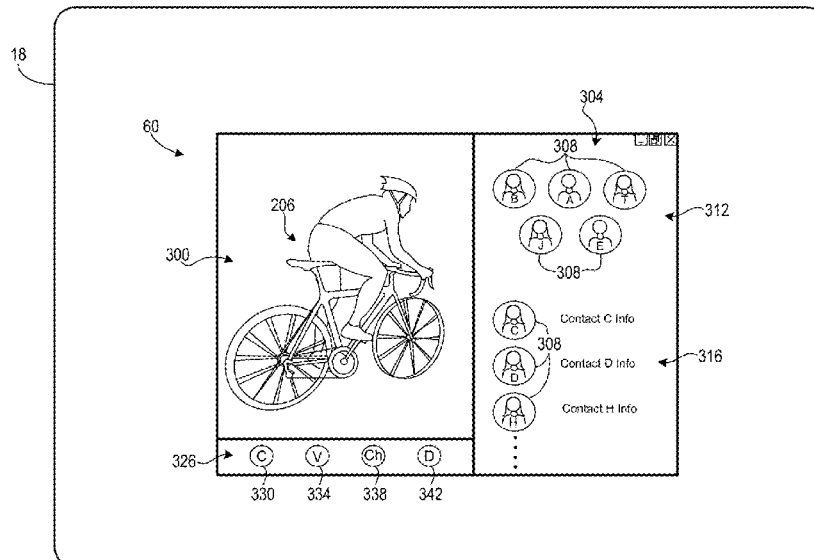 18
304
60
308
B A T
206
312
J E
300
308
C Contact C Info
308
316
D Contact D Info
H Contact H Info
326
C V Ch D
330 334 338 342